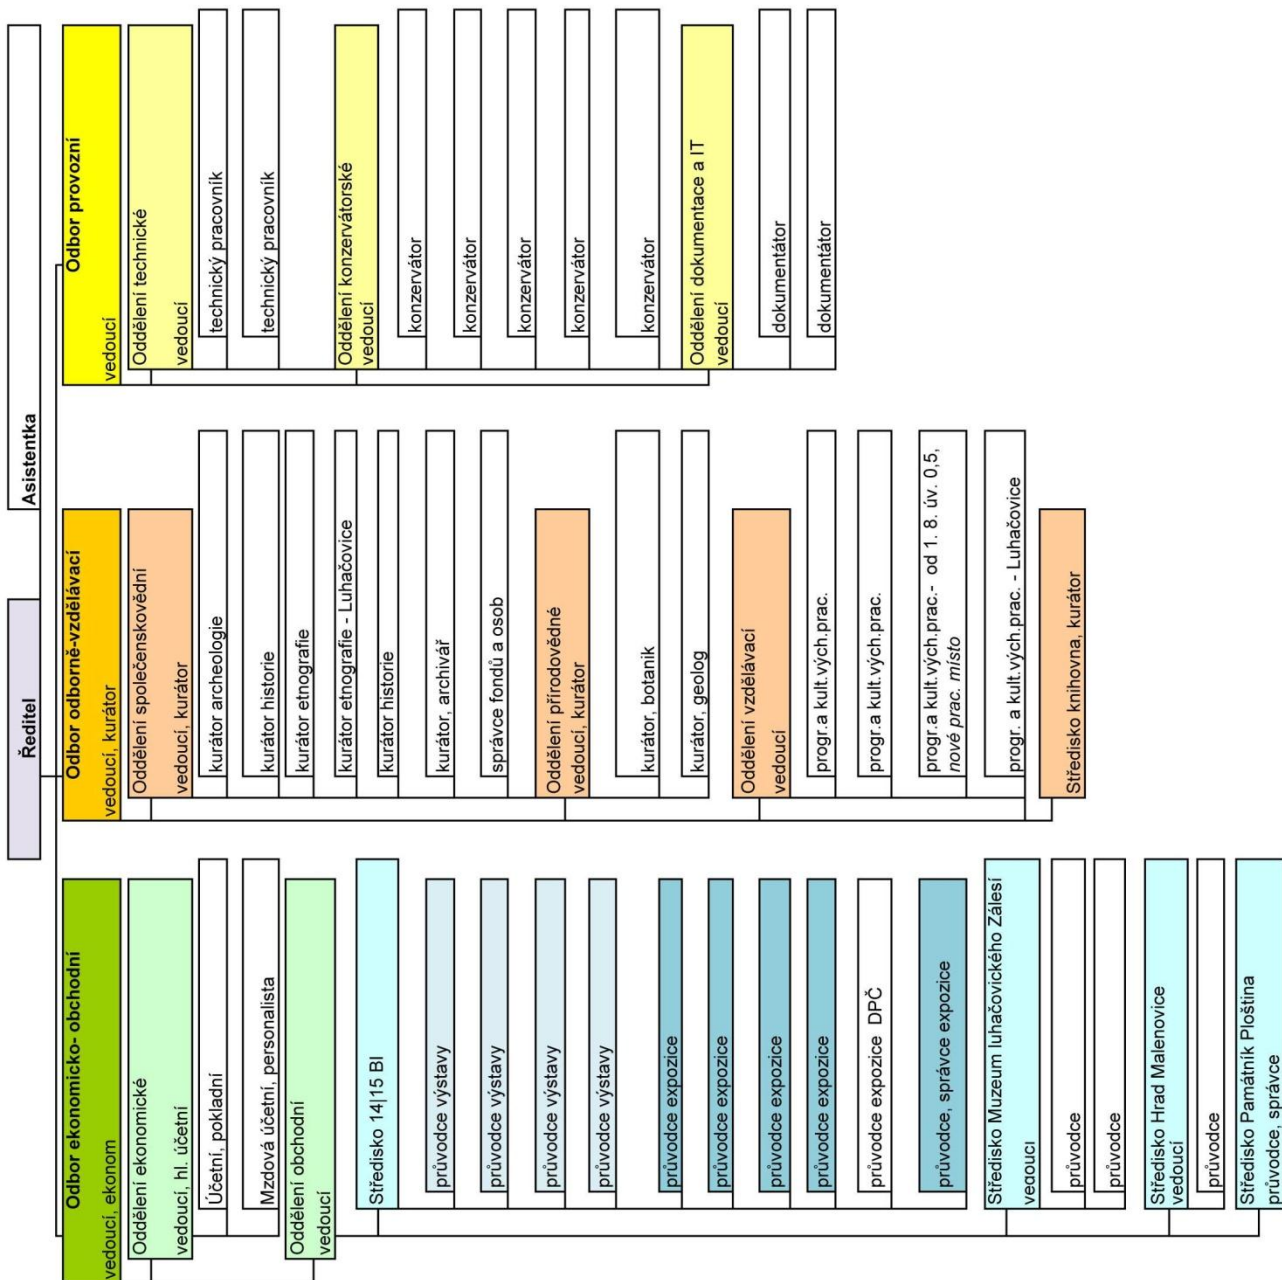 Ředitel
Asistentka
Odbor ekonomicko- obchodní
vedoucí, ekonom
Oddělení ekonomické
vedoucí, hl. účetní
Účetní, pokladní
Mzdová účetní, personalista
Oddělení obchodní
vedoucí
Středisko 14|15 BI
průvodce výstavy
průvodce výstavy
průvodce výstavy
průvodce výstavy
průvodce expozice
průvodce expozice
průvodce expozice
průvodce expozice
průvodce expozice DPČ
průvodce, správce expozice
Středisko Muzeum luhačovického Zálesí
vedoucí
průvodce
průvodce
Středisko Hrad Malenovice
vedoucí
průvodce
Středisko Památník Ploština
průvodce, správce
Odbor odborně-vzdělávací
vedoucí, kurátor
Oddělení společenskovědní
vedoucí, kurátor
kurátor archeologie
kurátor historie
kurátor etnografie
kurátor etnografie - Luhačovice
kurátor historie
kurátor, archivář
správce fondů a osob
Oddělení přírodovědné
vedoucí, kurátor
kurátor, botanik
kurátor, geolog
Oddělení vzdělávací
vedoucí
progr.a kult.vých.prac.
progr.a kult.vých.prac.
progr.a kult.vých.prac.- od 1. 8. úv. 0,5,
nové prac. místo
progr. a kult.vých.prac. - Luhačovice
Středisko knihovna, kurátor
Odbor provozní
vedoucí
Oddělení technické
vedoucí
technický pracovník
technický pracovník
Oddělení konzervátorské
vedoucí
konzervátor
konzervátor
konzervátor
konzervátor
konzervátor
Oddělení dokumentace a IT
vedoucí
dokumentátor
dokumentátor